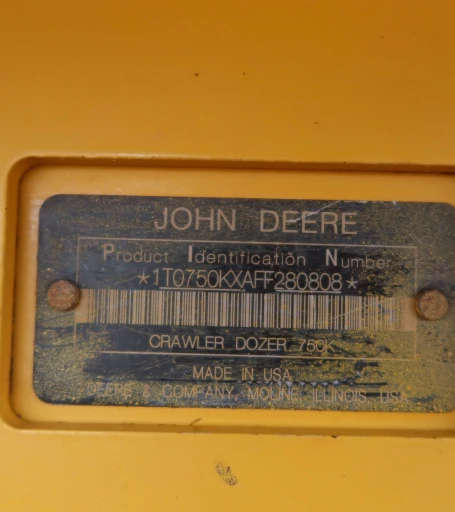 JOHN DEERE
Product Identification Number
*1T0750KXAFF280808*
CRAWLER DOZER 750K
MADE IN USA
DEERE & COMPANY, MOLINE, ILLINOIS, USA